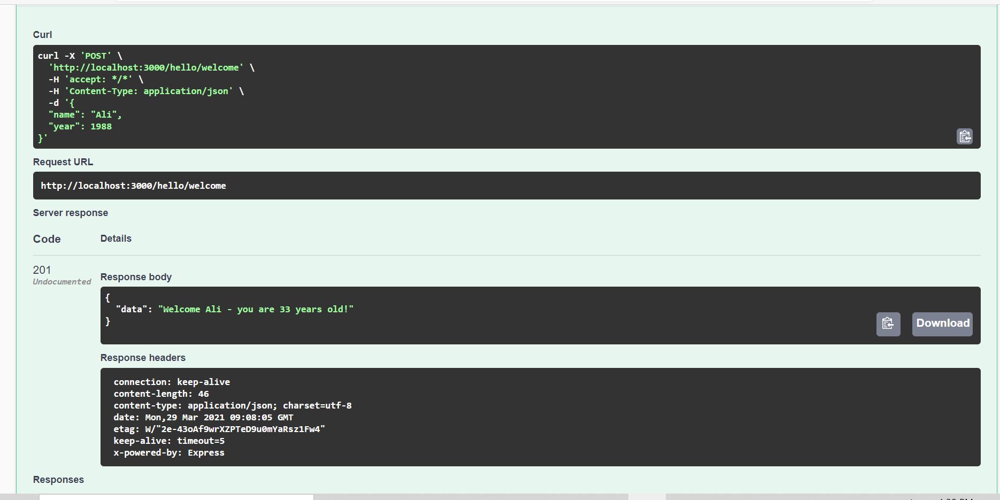 Curl
curl -X 'POST' \
'http://localhost:3000/hello/welcome' \
-H 'accept: */*' \
-H 'Content-Type: application/json' \
-d '{
"name": "Ali",
"year": 1988
}'
Request URL
http://localhost:3000/hello/welcome
Server response
Code Details
201
Undocumented
Response body
{
"data": "Welcome Ali - you are 33 years old!"
}
Download
Response headers
connection: keep-alive
content-length: 46
content-type: application/json; charset=utf-8
date: Mon,29 Mar 2021 09:08:05 GMT
etag: W/"2e-43oAf9wrXZPTeD9u0mYaRsz1Fw4"
keep-alive: timeout=5
x-powered-by: Express
Responses